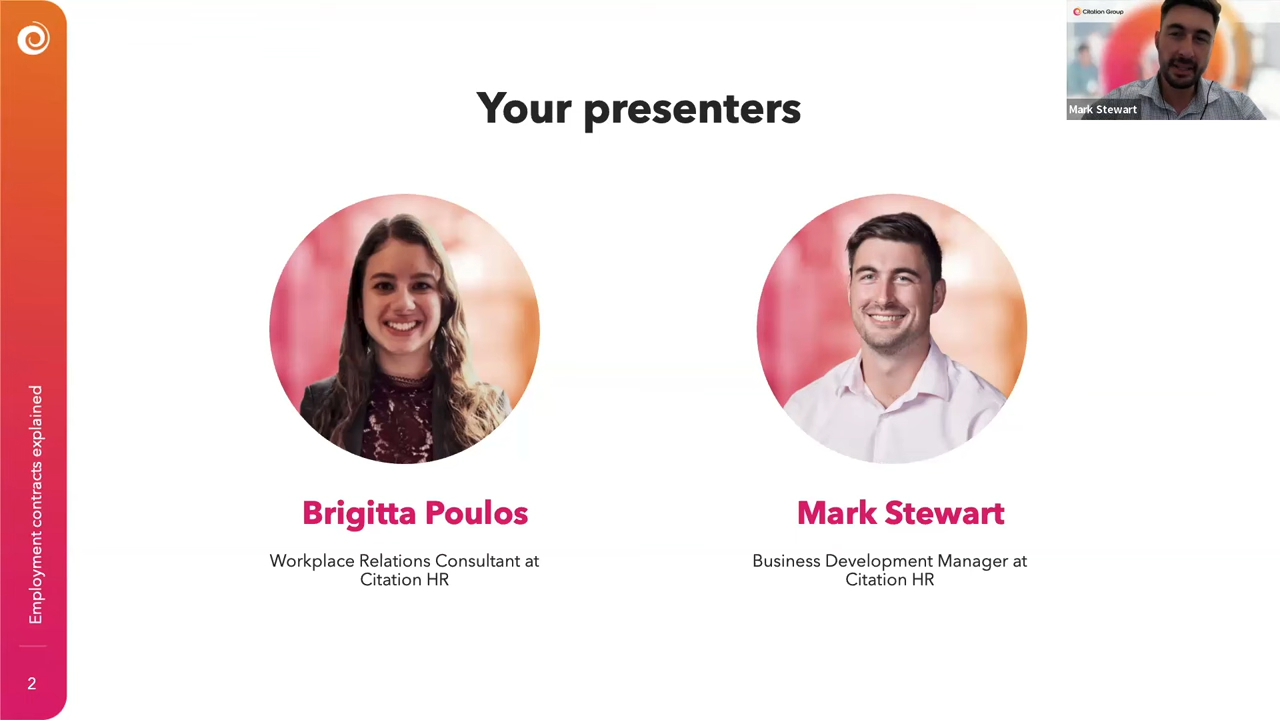 Citation Group
Mark Stewart
Your presenters
Brigitta Poulos
Workplace Relations Consultant at
Citation HR
Mark Stewart
Business Development Manager at
Citation HR
Employment contracts explained
2